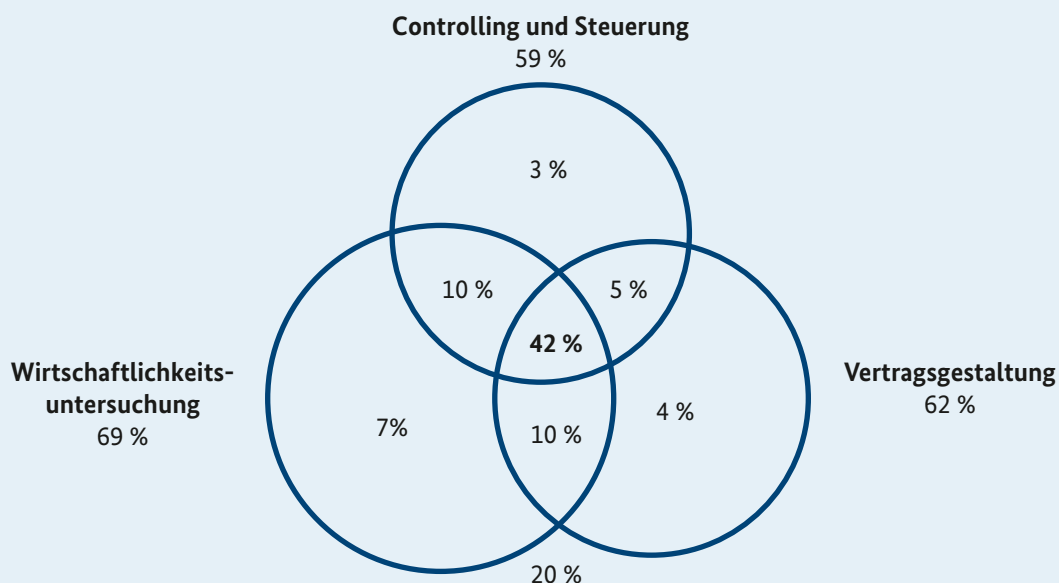 Controlling und Steuerung
59 %
3 %
10 %
5 %
42 %
Wirtschaftlichkeits-
untersuchung
69 %
Vertragsgestaltung
62 %
7%
10 %
4 %
20 %